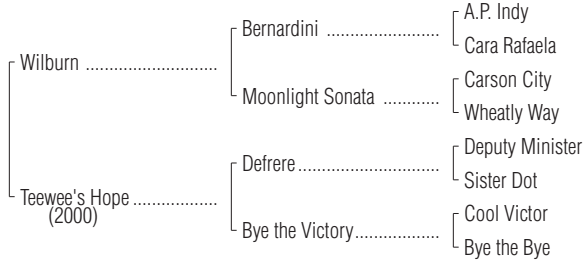 A.P. Indy
Bernardini ......................
Cara Rafaela
Wilburn .........................
Carson City
Moonlight Sonata ............
Wheatly Way
Deputy Minister
Defrere............................
Sister Dot
Teewee's Hope ................
(2000)
Cool Victor
Bye the Victory.................
Bye the Bye